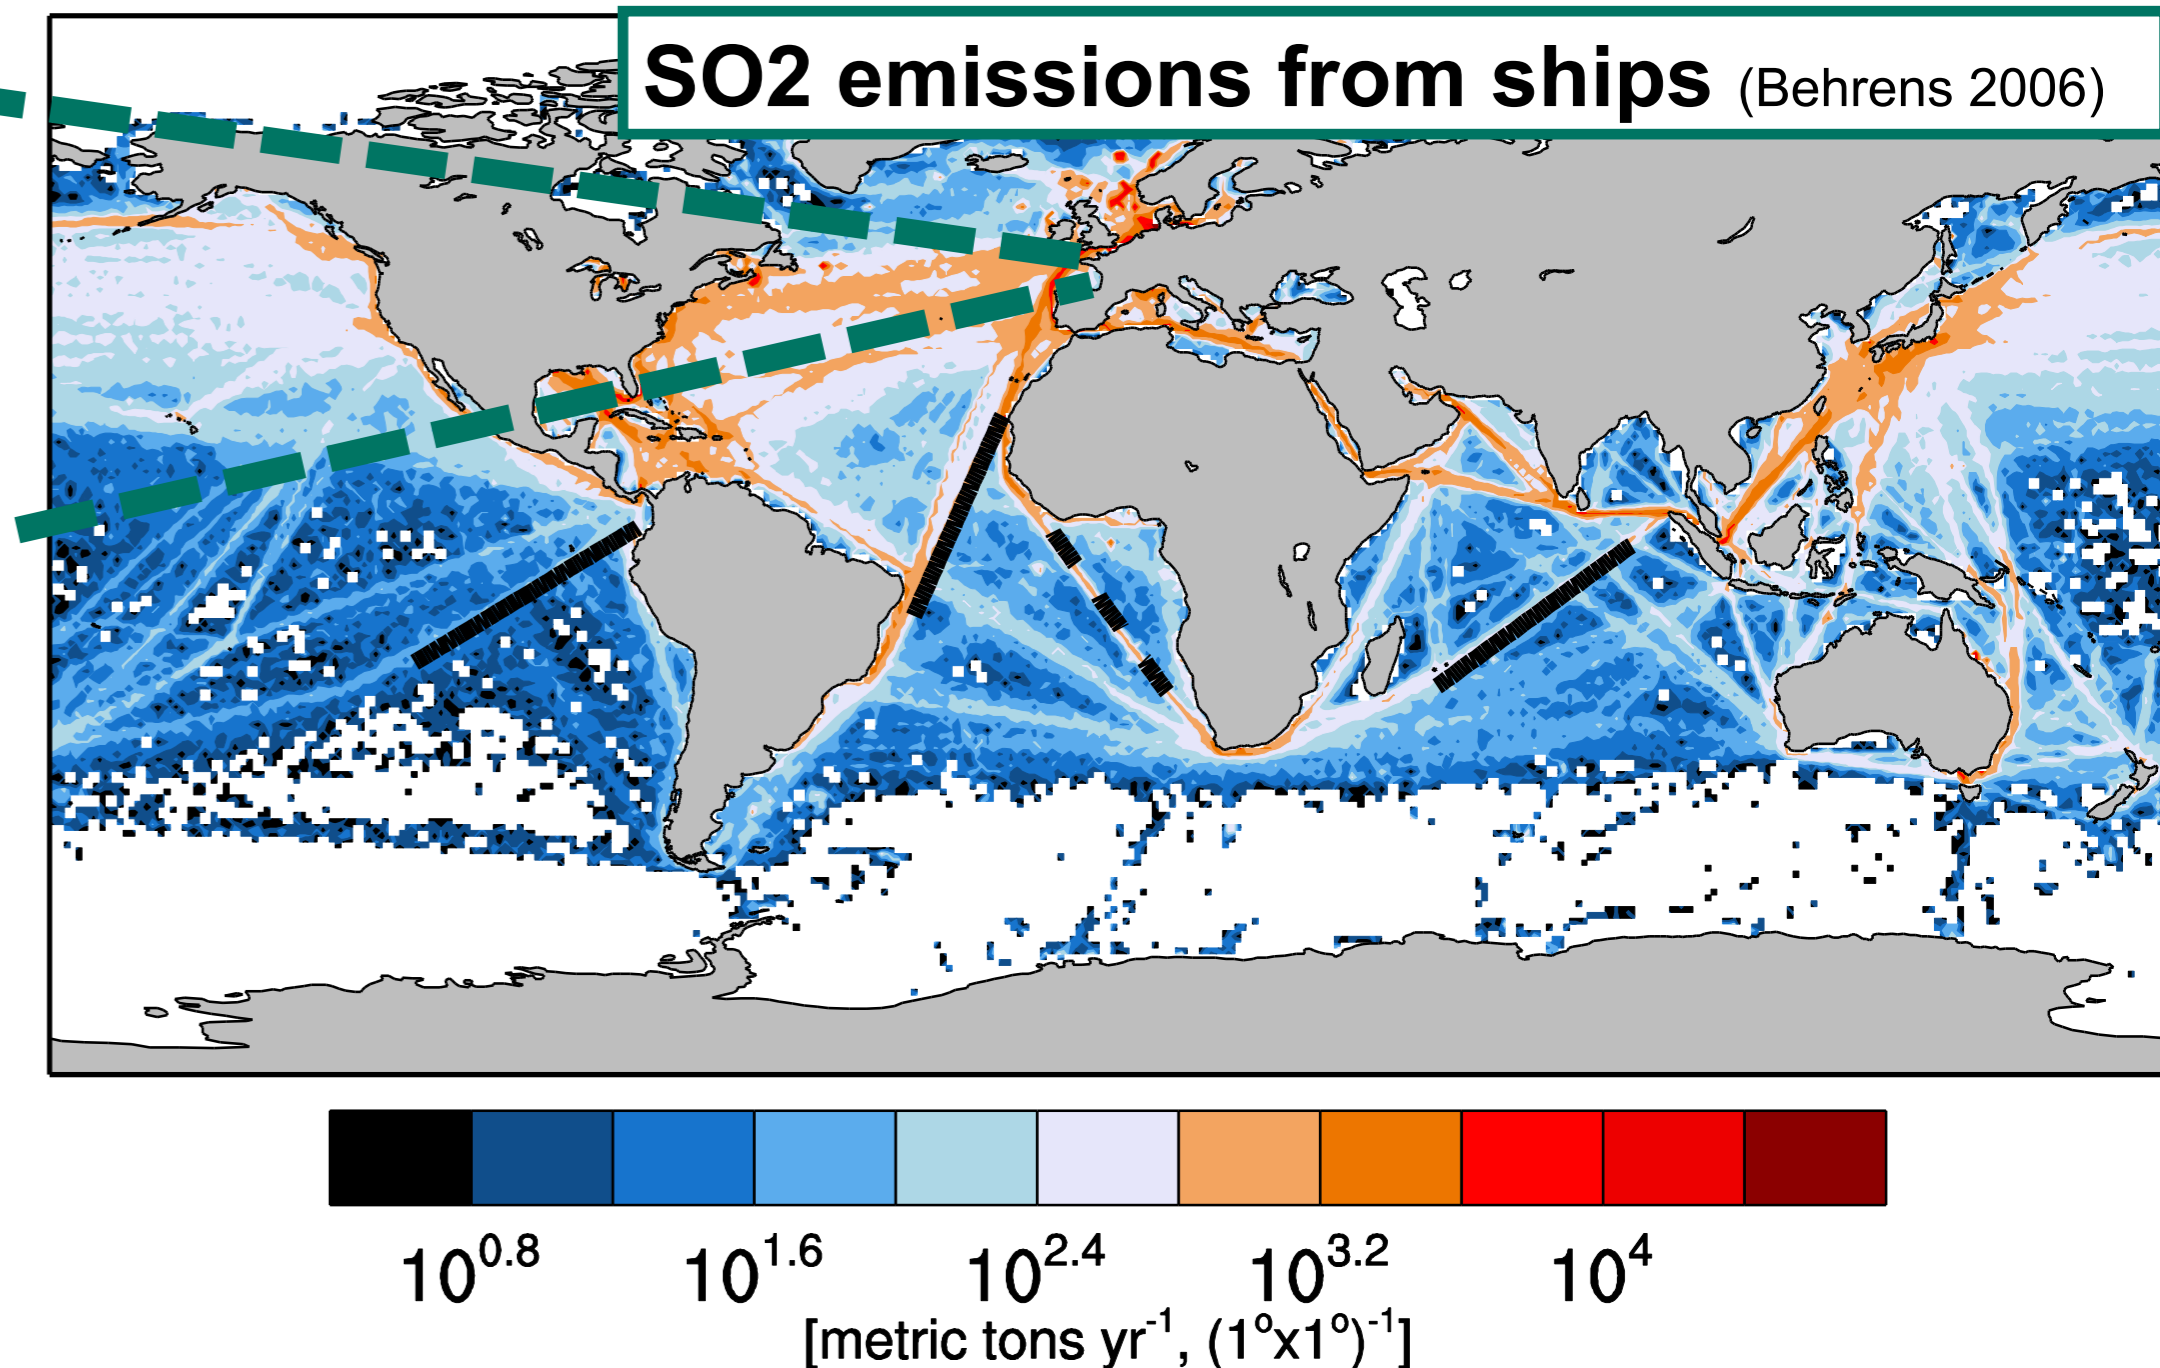 SO2 emissions from ships (Behrens 2006)
10^0.8 10^1.6 10^2.4 10^3.2 10^4
[metric tons yr^-1, (1°x1°)^-1]